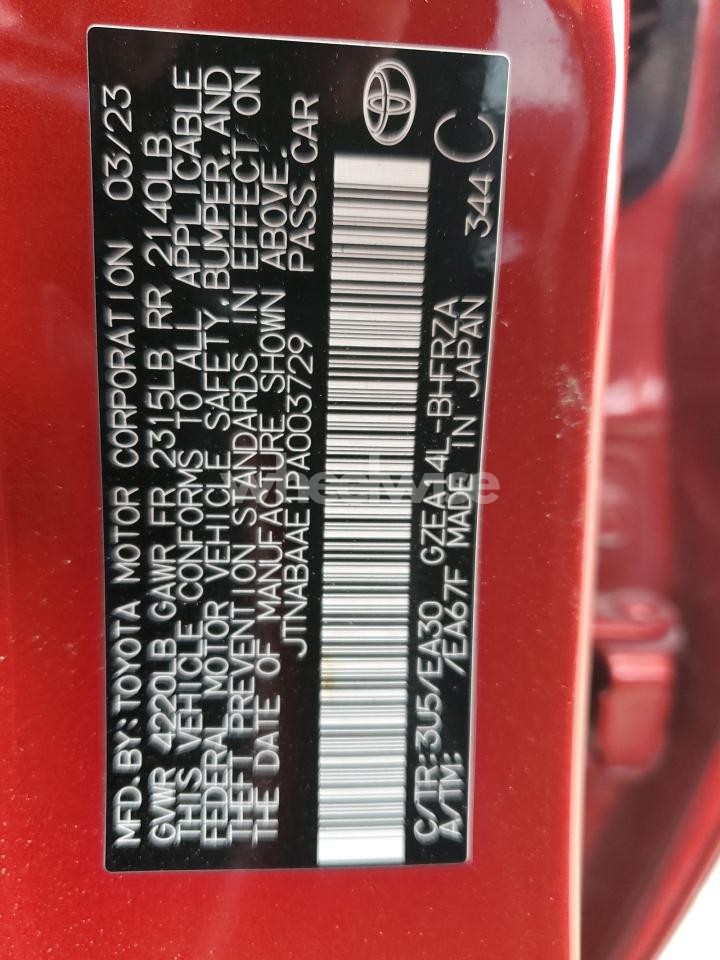 MFD.BY:TOYOTA MOTOR CORPORATION 03/23
GVWR 4220LB GAWR FR 2315LB RR 2140LB
THIS VEHICLE CONFORMS TO ALL APPLICABLE
FEDERAL MOTOR VEHICLE SAFETY,BUMPER,AND
THEFT PREVENTION STANDARDS IN EFFECT ON
THE DATE OF MANUFACTURE SHOWN ABOVE.
JTNABAAE1PA003729 PASS.CAR
C/TR:3U5/EA30 GZEA14L-BHFRZA 344 C
A/TM: /EA67F MADE IN JAPAN
wheelwise